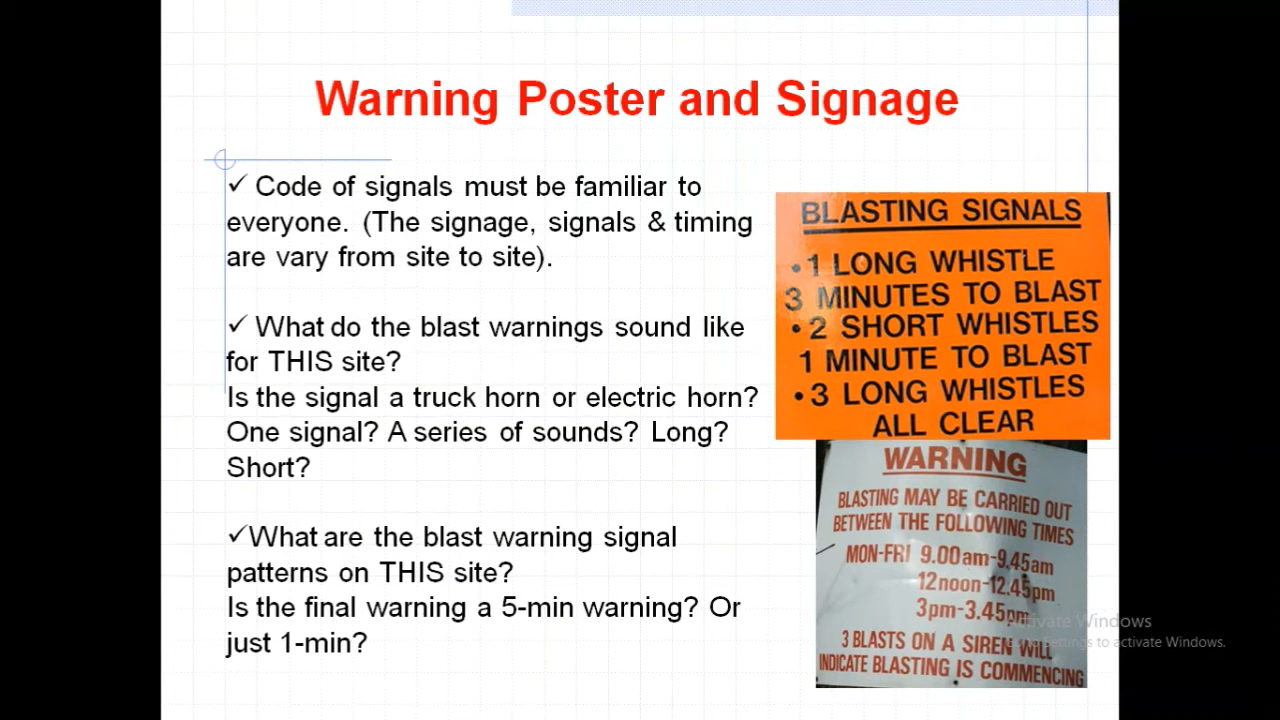 Warning Poster and Signage
✓ Code of signals must be familiar to
everyone. (The signage, signals & timing
are vary from site to site).
✓ What do the blast warnings sound like
for THIS site?
Is the signal a truck horn or electric horn?
One signal? A series of sounds? Long?
Short?
✓What are the blast warning signal
patterns on THIS site?
Is the final warning a 5-min warning? Or
just 1-min?
BLASTING SIGNALS
•1 LONG WHISTLE
3 MINUTES TO BLAST
•2 SHORT WHISTLES
1 MINUTE TO BLAST
•3 LONG WHISTLES
ALL CLEAR
WARNING
BLASTING MAY BE CARRIED OUT
BETWEEN THE FOLLOWING TIMES
MON-FRI 9.00am-9.45am
12noon-12.45pm
3pm-3.45pm
3 BLASTS ON A SIREN WILL
INDICATE BLASTING IS COMMENCING
Activate Windows
Settings to activate Windows.